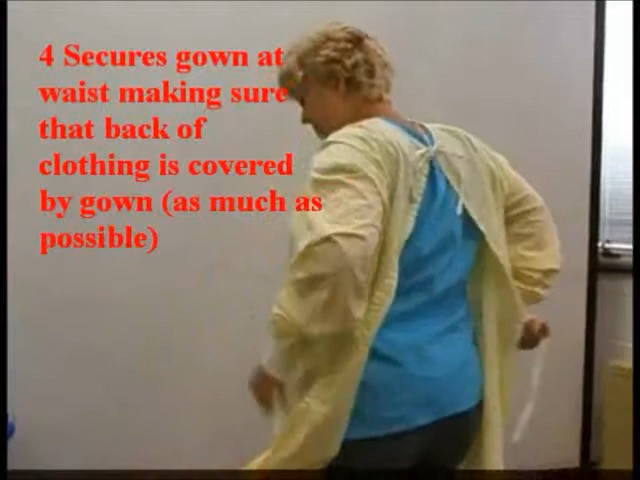 4 Secures gown at
waist making sure
that back of
clothing is covered
by gown (as much as
possible)